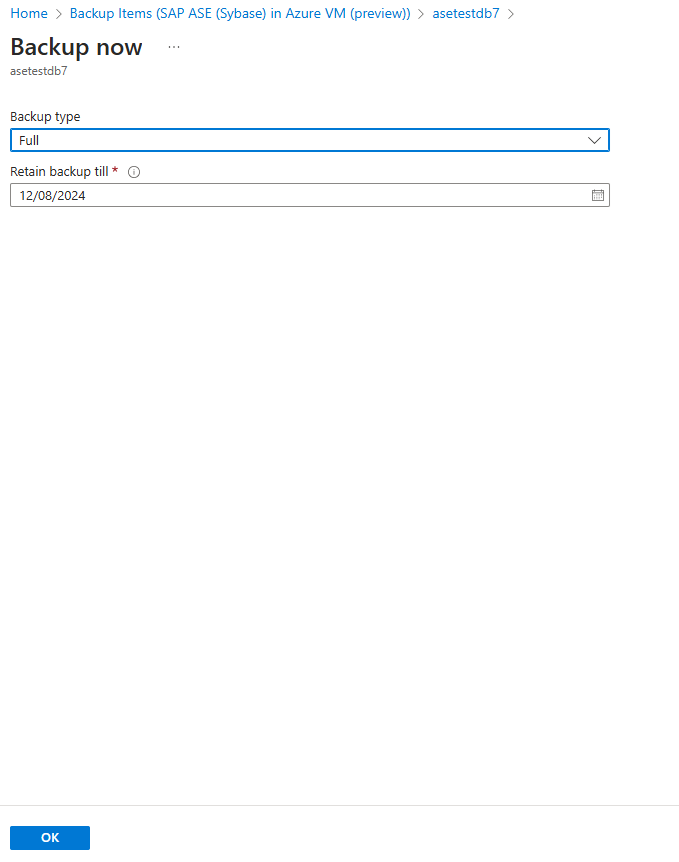 Home > Backup Items (SAP ASE (Sybase) in Azure VM (preview)) > asetestdb7 >
Backup now ...
asetestdb7
Backup type
Full
Retain backup till *
12/08/2024
OK